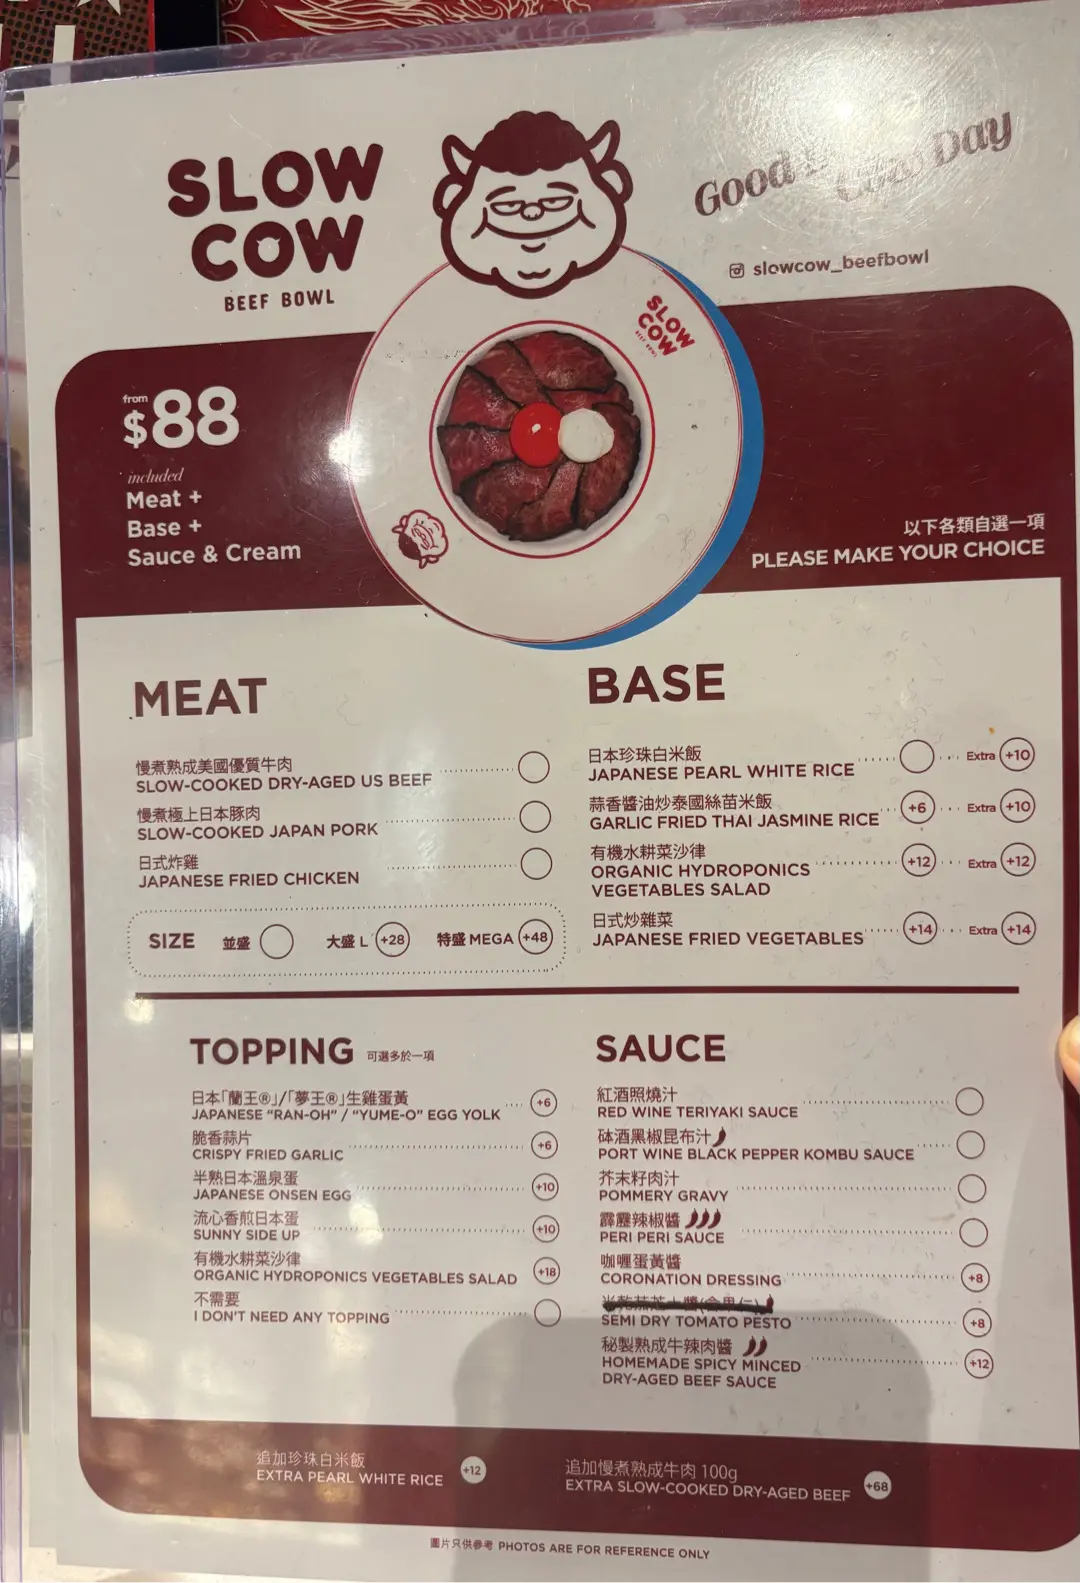 SLOW
COW
BEEF BOWL
Good
Day
slowcow_beefbowl
SLOW
COW
BEEF BOWL
from
$88
included
Meat +
Base +
Sauce & Cream
以下各類自選一項
PLEASE MAKE YOUR CHOICE
MEAT
慢煮熟成美國優質牛肉
SLOW-COOKED DRY-AGED US BEEF
慢煮極上日本豚肉
SLOW-COOKED JAPAN PORK
日式炸雞
JAPANESE FRIED CHICKEN
SIZE 並盛 大盛 L +28 特盛 MEGA +48
BASE
日本珍珠白米飯
JAPANESE PEARL WHITE RICE Extra +10
蒜香醬油炒泰國絲苗米飯
GARLIC FRIED THAI JASMINE RICE +6 Extra +10
有機水耕菜沙律
ORGANIC HYDROPONICS +12 Extra +12
VEGETABLES SALAD
日式炒雜菜
JAPANESE FRIED VEGETABLES +14 Extra +14
TOPPING 可選多於一項
日本「蘭王®」/「夢王®」生雞蛋黃
JAPANESE "RAN-OH" / "YUME-O" EGG YOLK +6
脆香蒜片
CRISPY FRIED GARLIC +6
半熟日本溫泉蛋
JAPANESE ONSEN EGG +10
流心香煎日本蛋
SUNNY SIDE UP +10
有機水耕菜沙律
ORGANIC HYDROPONICS VEGETABLES SALAD +18
不需要
I DON'T NEED ANY TOPPING
SAUCE
紅酒照燒汁
RED WINE TERIYAKI SAUCE
砵酒黑椒昆布汁
PORT WINE BLACK PEPPER KOMBU SAUCE
芥末籽肉汁
POMMERY GRAVY
霹靂辣椒醬
PERI PERI SAUCE
咖喱蛋黃醬
CORONATION DRESSING +8
SEMI DRY TOMATO PESTO +8
秘製熟成牛辣肉醬
HOMEMADE SPICY MINCED +12
DRY-AGED BEEF SAUCE
追加珍珠白米飯
EXTRA PEARL WHITE RICE +12
追加慢煮熟成牛肉 100g
EXTRA SLOW-COOKED DRY-AGED BEEF +68
圖片只供參考 PHOTOS ARE FOR REFERENCE ONLY